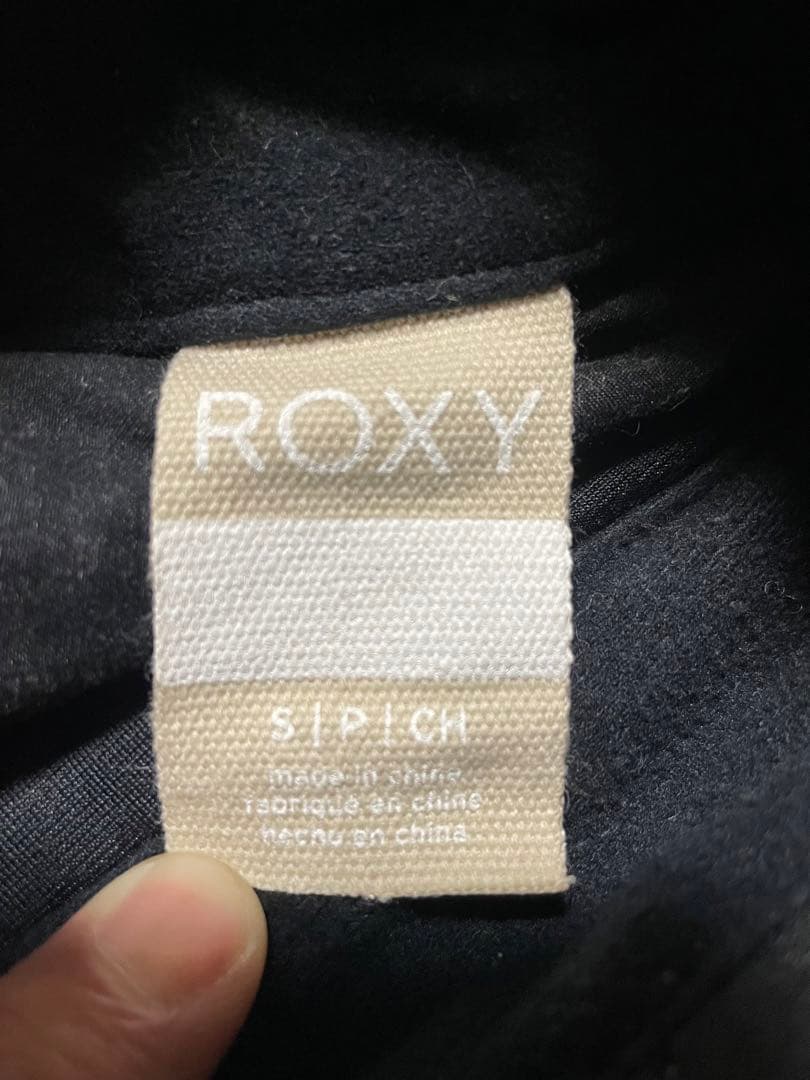 ROXY
S | P | CH
made in china
fabriqué en chine
hecho en china